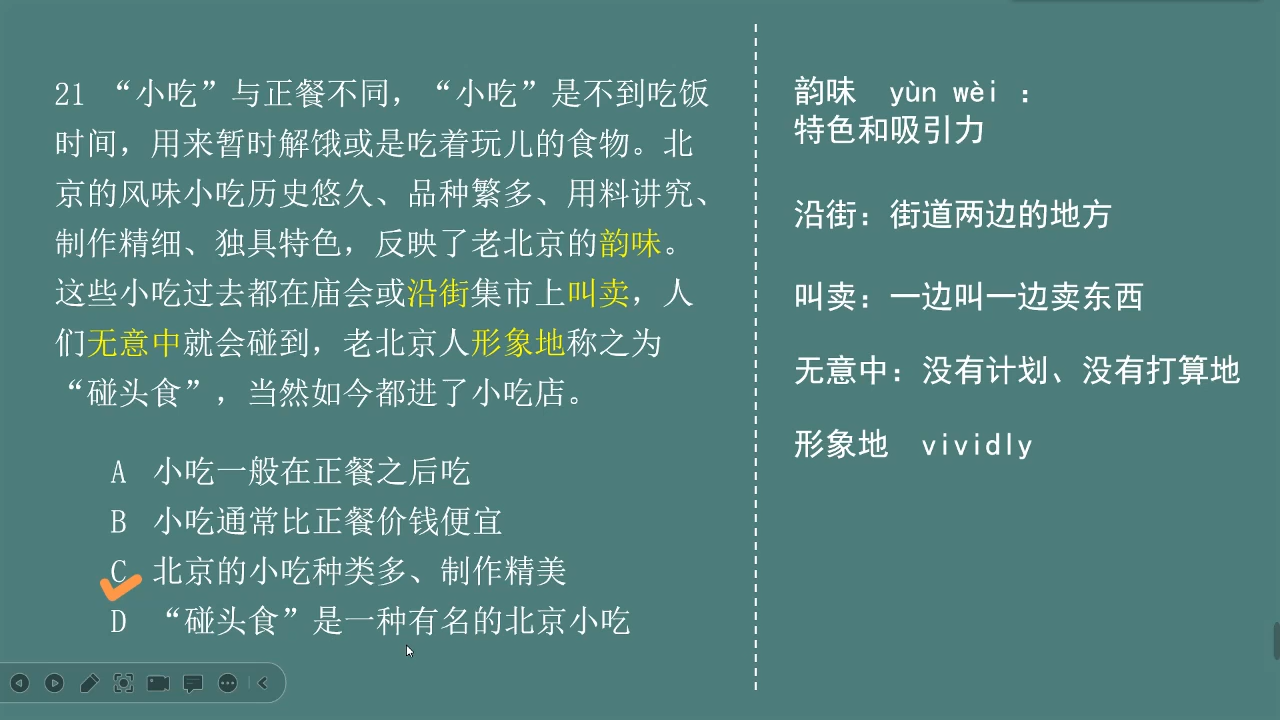 21 “小吃”与正餐不同，“小吃”是不到吃饭
时间，用来暂时解饿或是吃着玩儿的食物。北
京的风味小吃历史悠久、品种繁多、用料讲究、
制作精细、独具特色，反映了老北京的韵味。
这些小吃过去都在庙会或沿街集市上叫卖，人
们无意中就会碰到，老北京人形象地称之为
“碰头食”，当然如今都进了小吃店。
A 小吃一般在正餐之后吃
B 小吃通常比正餐价钱便宜
C 北京的小吃种类多、制作精美
D “碰头食”是一种有名的北京小吃
韵味 yùn wèi ：
特色和吸引力
沿街：街道两边的地方
叫卖：一边叫一边卖东西
无意中：没有计划、没有打算地
形象地 vividly